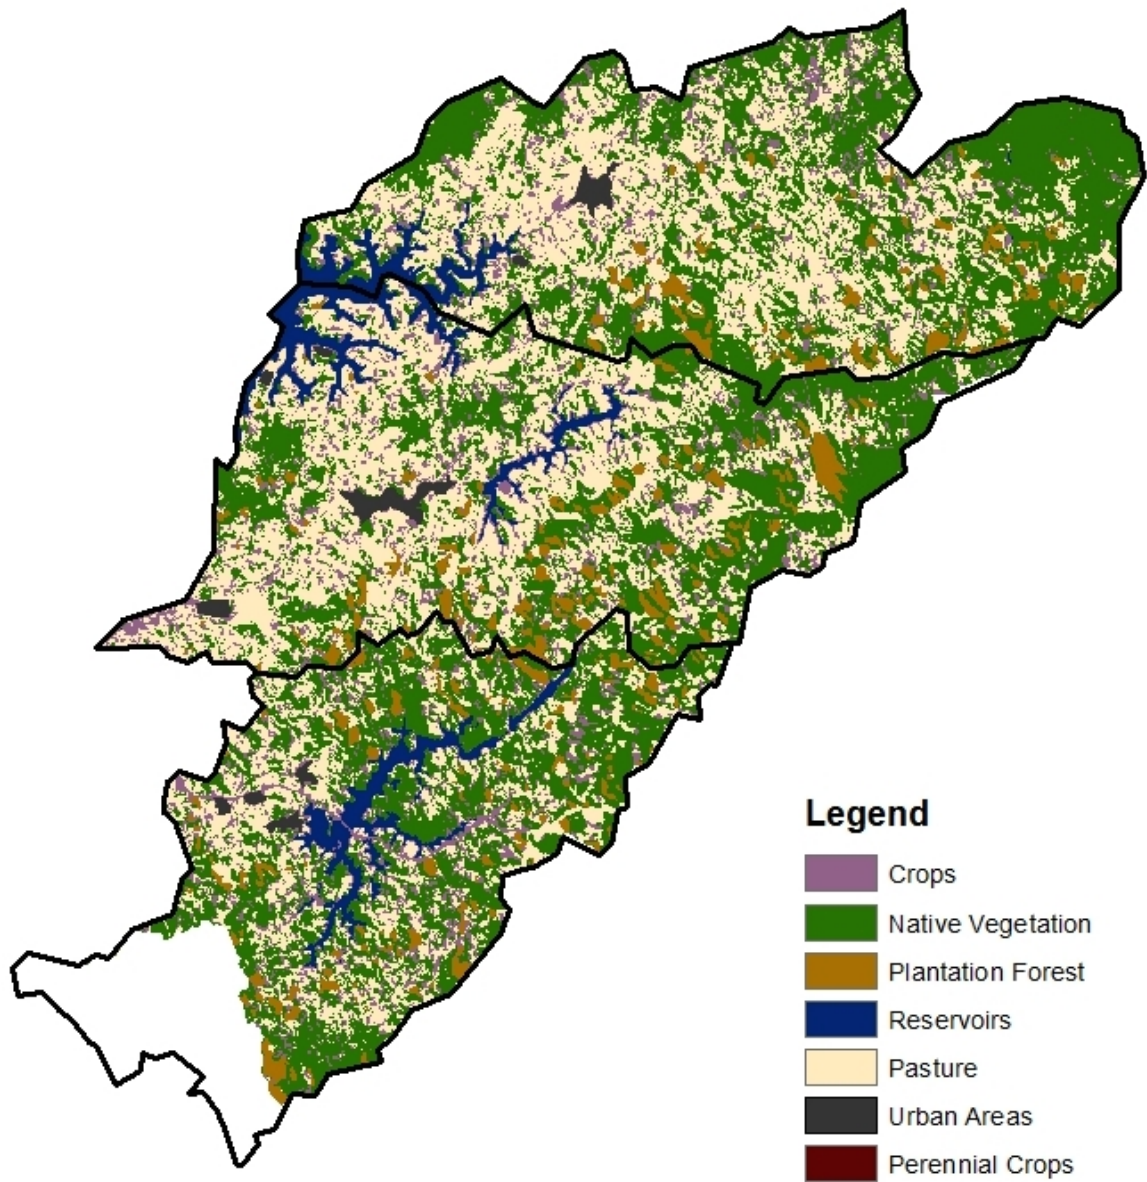 Legend
Crops
Native Vegetation
Plantation Forest
Reservoirs
Pasture
Urban Areas
Perennial Crops